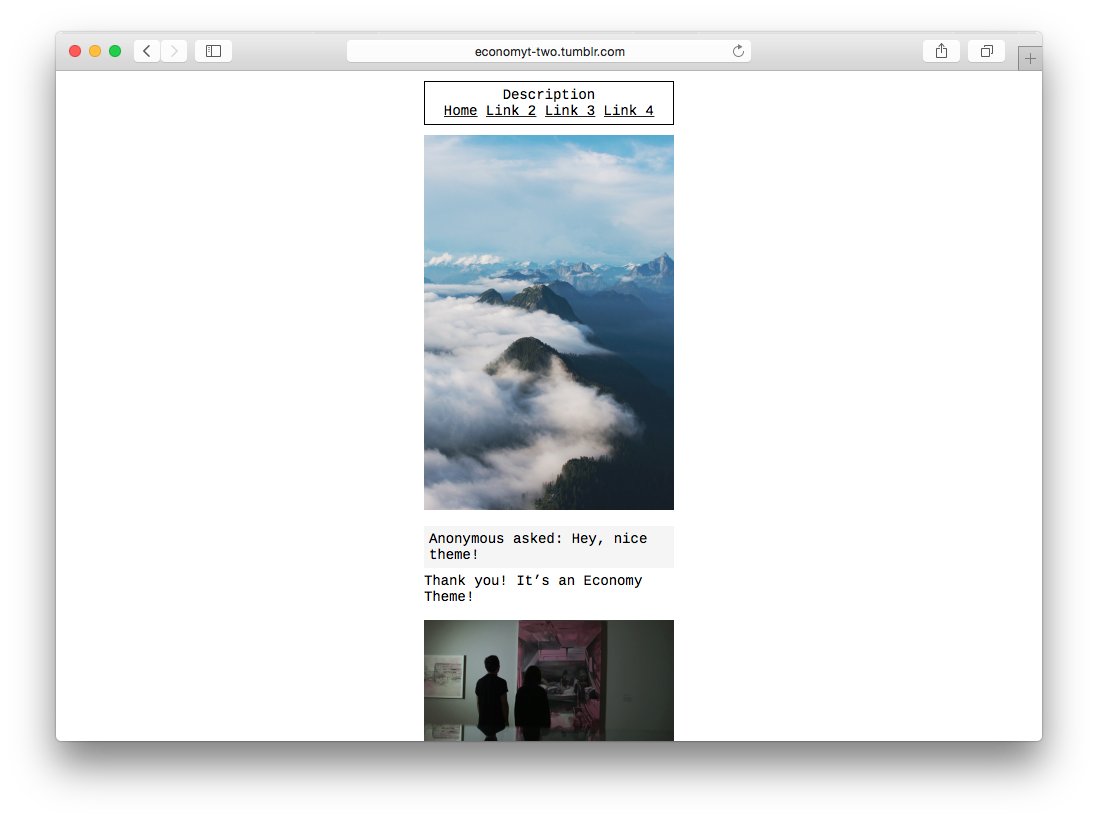 economyt-two.tumblr.com
Description
Home Link 2 Link 3 Link 4
Anonymous asked: Hey, nice
theme!
Thank you! It’s an Economy
Theme!